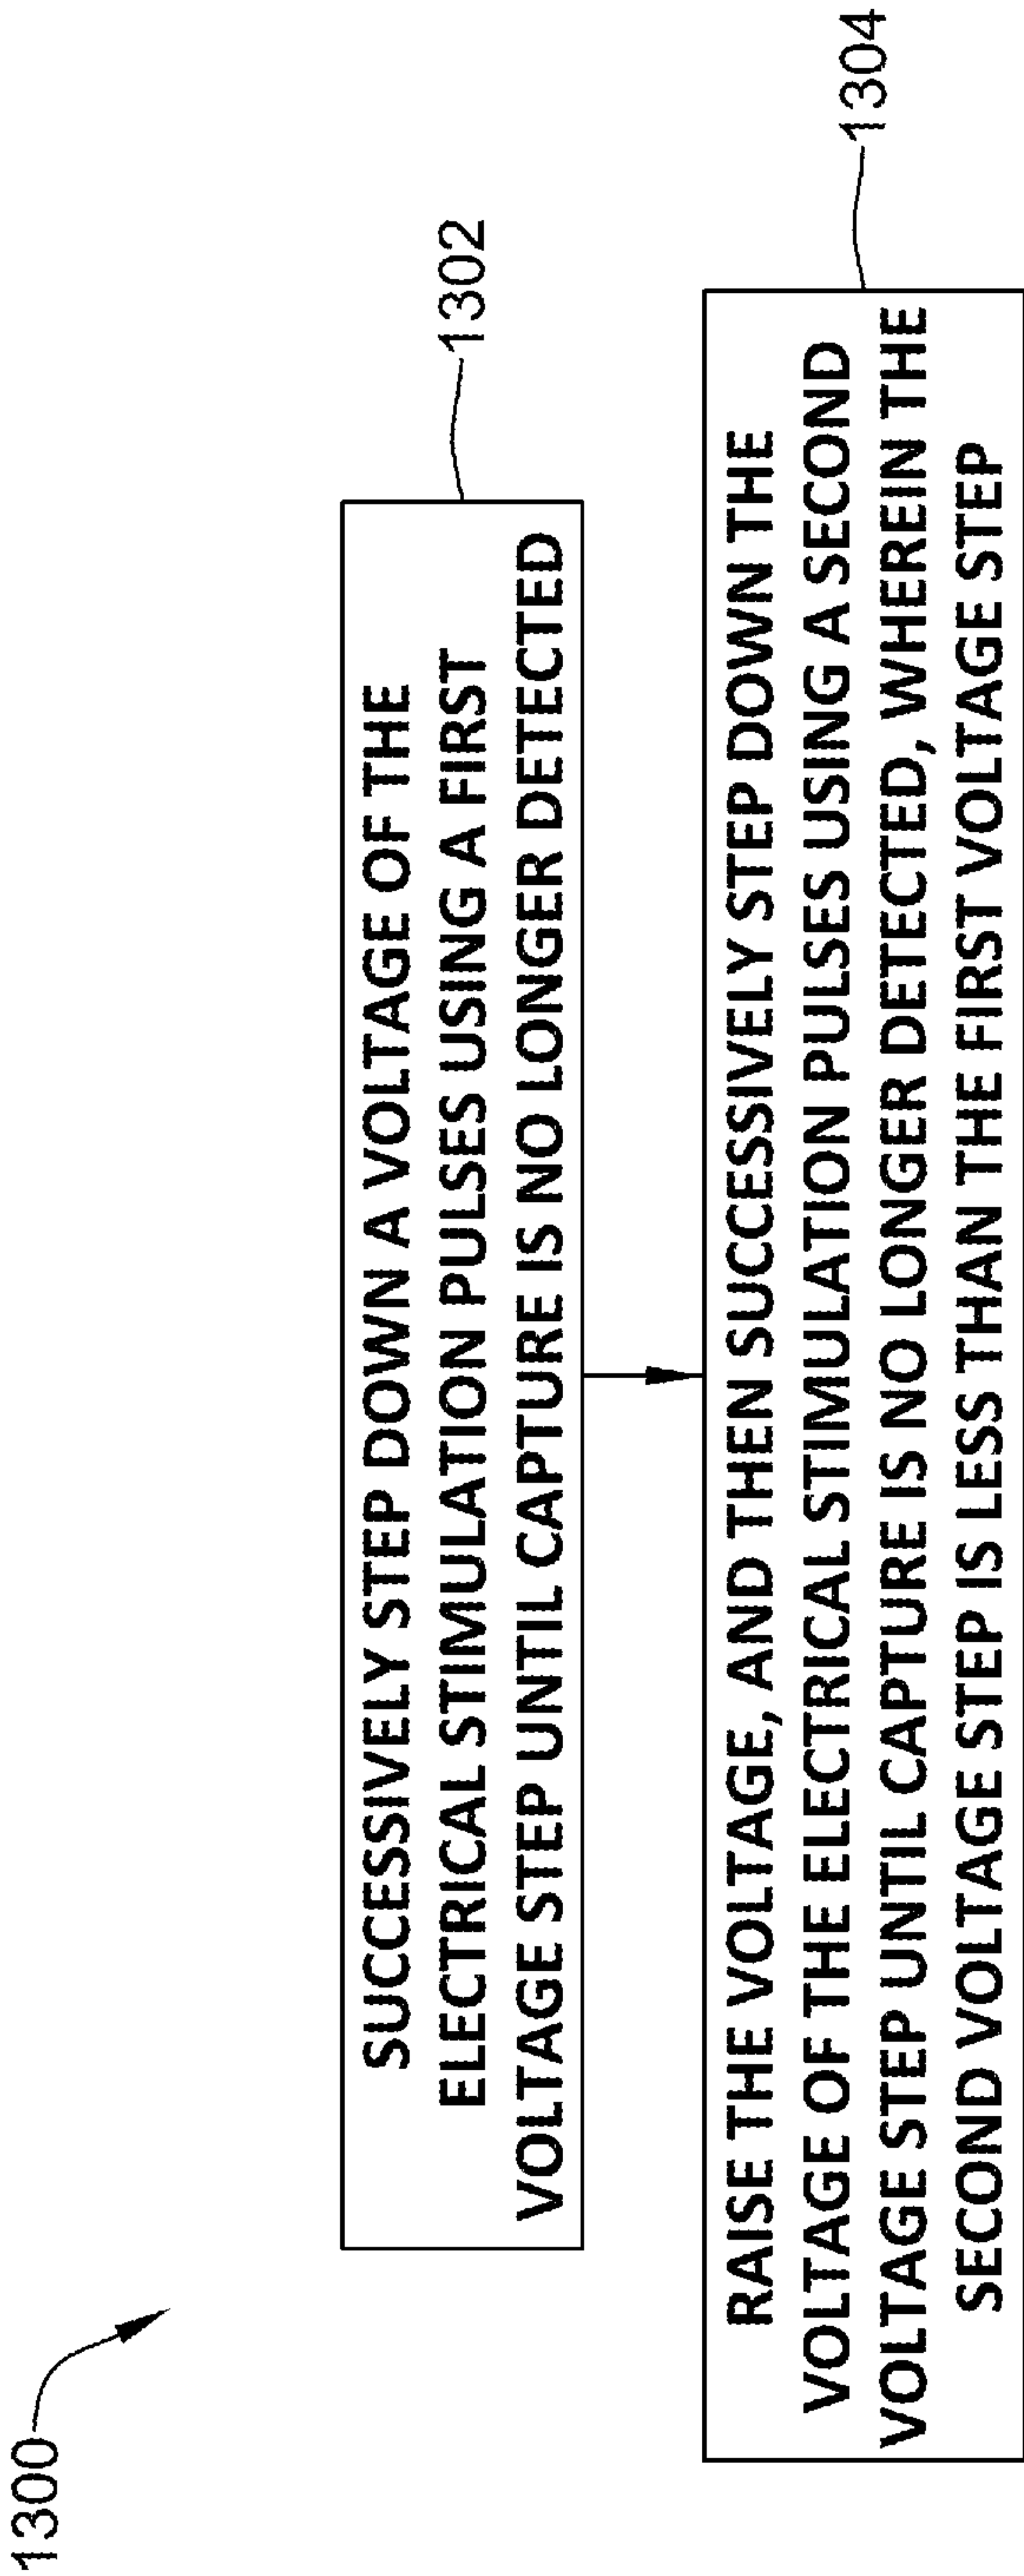 1300
SUCCESSIVELY STEP DOWN A VOLTAGE OF THE
ELECTRICAL STIMULATION PULSES USING A FIRST
VOLTAGE STEP UNTIL CAPTURE IS NO LONGER DETECTED
1302
RAISE THE VOLTAGE, AND THEN SUCCESSIVELY STEP DOWN THE
VOLTAGE OF THE ELECTRICAL STIMULATION PULSES USING A SECOND
VOLTAGE STEP UNTIL CAPTURE IS NO LONGER DETECTED, WHEREIN THE
SECOND VOLTAGE STEP IS LESS THAN THE FIRST VOLTAGE STEP
1304